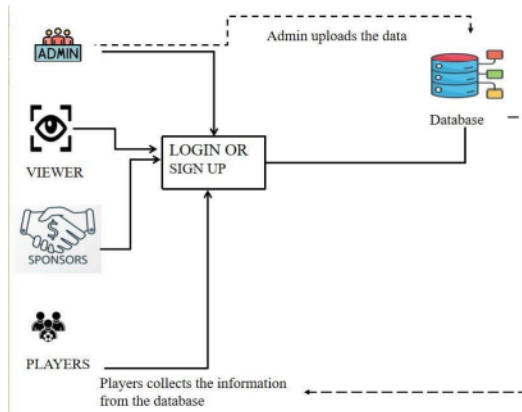 Admin uploads the data
ADMIN
Database
LOGIN OR
SIGN UP
VIEWER
$
SPONSORS
PLAYERS
Players collects the information
from the database